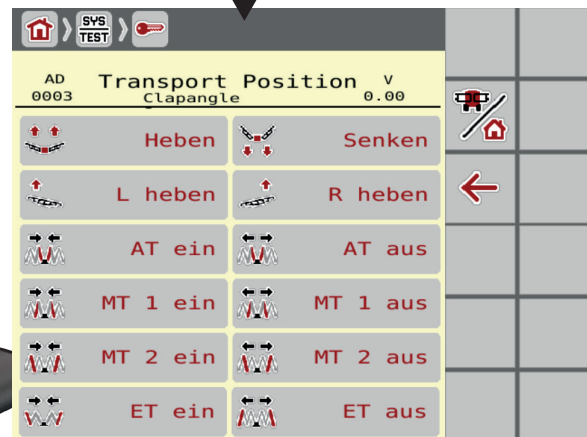 SYS
TEST
AD Transport Position V
0003 Clapangle 0.00
Heben Senken
L heben R heben
AT ein AT aus
MT 1 ein MT 1 aus
MT 2 ein MT 2 aus
ET ein ET aus